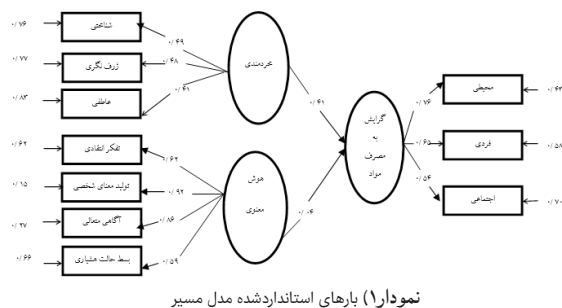 ۰/۷۶ شناختی ۰/۴۹
۰/۷۷ ژرف نگری ۰/۴۸
۰/۸۳ عاطفی ۰/۴۱
خردمندی
۰/۶۲ تفکر انتقادی ۰/۶۲
۰/۱۵ تولید معنای شخصی ۰/۹۲
۰/۲۷ آگاهی متعالی ۰/۸۶
۰/۶۶ بسط حالت هشیاری ۰/۵۹
هوش
معنوی
۰/۴۱
۰/۰۴
گرایش
به
مصرف
مواد
۰/۷۶ محیطی ۰/۴۳
۰/۶۵ فردی ۰/۵۸
۰/۵۴ اجتماعی ۰/۷۰
نمودار۱) بارهای استانداردشده مدل مسیر